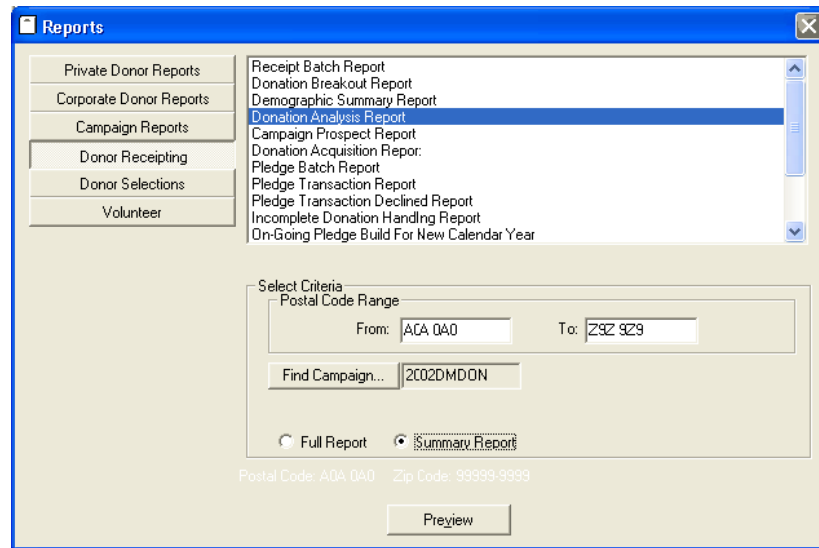 Reports
Private Donor Reports
Corporate Donor Reports
Campaign Reports
Donor Receipting
Donor Selections
Volunteer
Receipt Batch Report
Donation Breakout Report
Demographic Summary Report
Donation Analysis Report
Campaign Prospect Report
Donation Acquisition Repor:
Pledge Batch Report
Pledge Transaction Report
Pledge Transaction Declined Report
Incomplete Donation Handling Report
On-Going Pledge Build For New Calendar Year
Select Criteria
Postal Code Range
From: A0A 0A0 To: Z9Z 9Z9
Find Campaign... 2002DMDON
Full Report Summary Report
Postal Code: A0A 0A0 Zip Code: 99999-9999
Preview